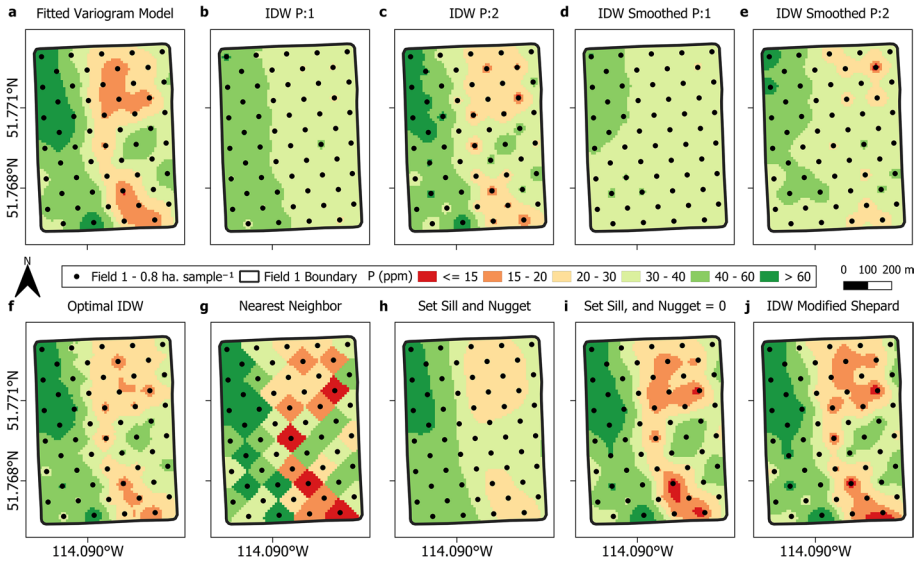 a Fitted Variogram Model
b IDW P:1
c IDW P:2
d IDW Smoothed P:1
e IDW Smoothed P:2
51.771°N
51.768°N
N
Field 1 - 0.8 ha. sample⁻¹ Field 1 Boundary P (ppm) <= 15 15 - 20 20 - 30 30 - 40 40 - 60 > 60
0 100 200 m
f Optimal IDW
g Nearest Neighbor
h Set Sill and Nugget
i Set Sill, and Nugget = 0
j IDW Modified Shepard
51.771°N
51.768°N
114.090°W
114.090°W
114.090°W
114.090°W
114.090°W